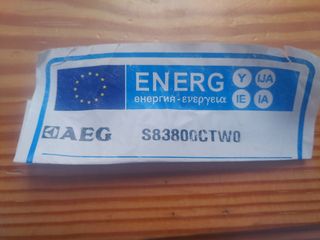 ENERG Y IJA
енергия · ενεργεια IE IA
AEG S83800CTW0